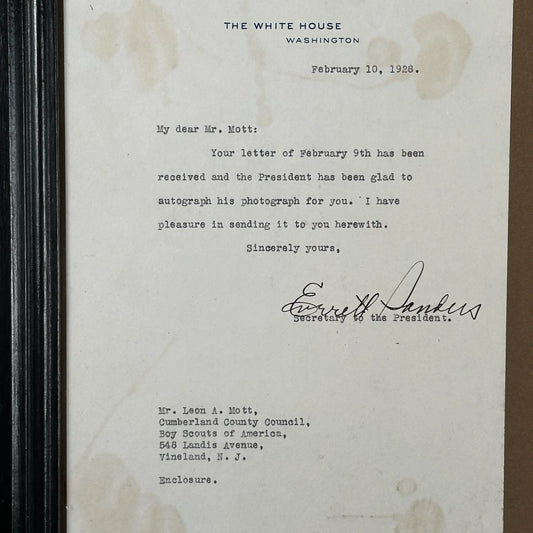 THE WHITE HOUSE
WASHINGTON
February 10, 1928.
My dear Mr. Mott:
Your letter of February 9th has been
received and the President has been glad to
autograph his photograph for you. I have
pleasure in sending it to you herewith.
Sincerely yours,
Everett Sanders
Secretary to the President.
Mr. Leon A. Mott,
Cumberland County Council,
Boy Scouts of America,
548 Landis Avenue,
Vineland, N. J.
Enclosure.